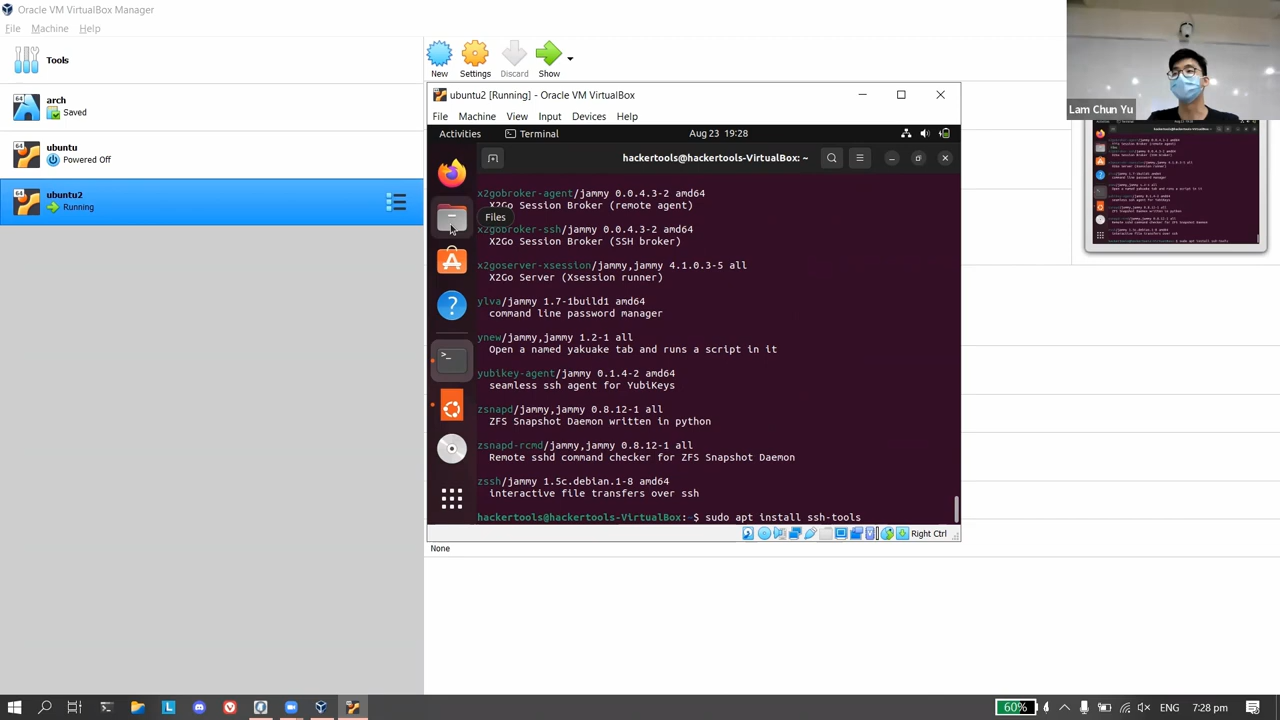 Oracle VM VirtualBox Manager
File Machine Help
Tools
New Settings Discard Show
64 arch
Saved
64 ubuntu
Powered Off
64 ubuntu2
Running
ubuntu2 [Running] - Oracle VM VirtualBox
File Machine View Input Devices Help
Activities Terminal Aug 23 19:28
hackertools@hackertools-VirtualBox: ~
x2gobroker-agent/jammy 0.0.4.3-2 amd64
X2Go Session Broker (remote agent)
Files
x2gobroker-ssh/jammy 0.0.4.3-2 amd64
X2Go Session Broker (SSH broker)
x2goserver-xsession/jammy,jammy 4.1.0.3-5 all
X2Go Server (Xsession runner)
ylva/jammy 1.7-1build1 amd64
command line password manager
ynew/jammy,jammy 1.2-1 all
Open a named yakuake tab and runs a script in it
yubikey-agent/jammy 0.1.4-2 amd64
seamless ssh agent for YubiKeys
zsnapd/jammy,jammy 0.8.12-1 all
ZFS Snapshot Daemon written in python
zsnapd-rcmd/jammy,jammy 0.8.12-1 all
Remote sshd command checker for ZFS Snapshot Daemon
zssh/jammy 1.5c.debian.1-8 amd64
interactive file transfers over ssh
hackertools@hackertools-VirtualBox:~$ sudo apt install ssh-tools
Right Ctrl
None
Lam Chun Yu
60% ENG 7:28 pm